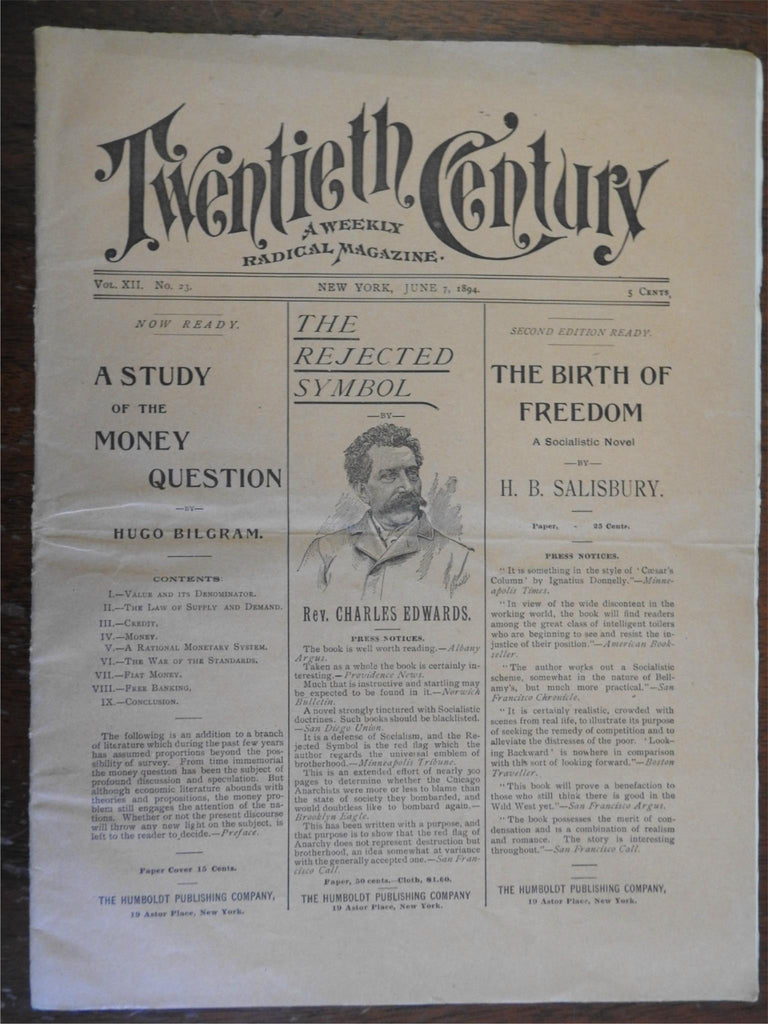 Twentieth Century
A WEEKLY
RADICAL MAGAZINE.
VOL. XII. No. 23.
NEW YORK, JUNE 7, 1894.
5 CENTS.
NOW READY.
A STUDY
OF THE
MONEY
QUESTION
—BY—
HUGO BILGRAM.
CONTENTS
I.—VALUE AND ITS DENOMINATOR.
II.—THE LAW OF SUPPLY AND DEMAND.
III.—CREDIT.
IV.—MONEY.
V.—A RATIONAL MONETARY SYSTEM.
VI.—THE WAR OF THE STANDARDS.
VII.—FIAT MONEY.
VIII.—FREE BANKING.
IX.—CONCLUSION.
The following is an addition to a branch
of literature which during the past few years
has assumed proportions beyond the pos-
sibility of survey. From time immemorial
the money question has been the subject of
profound discussion and speculation. But
although economic literature abounds with
theories and propositions, the money pro-
blem still engages the attention of the na-
tions. Whether or not the present discourse
will throw any new light on the subject, is
left to the reader to decide.—Preface.
Paper Cover 15 Cents.
THE HUMBOLDT PUBLISHING COMPANY,
19 Astor Place, New York.
THE
REJECTED
SYMBOL
—BY—
Rev. CHARLES EDWARDS.
PRESS NOTICES.
The book is well worth reading.—Albany
Argus.
Taken as a whole the book is certainly in-
teresting.—Providence News.
Much that is instructive and startling may
be expected to be found in it.—Norwich
Bulletin.
A novel strongly tinctured with Socialistic
doctrines. Such books should be blacklisted.
—San Diego Union.
It is a defense of Socialism, and the Re-
jected Symbol is the red flag which the
author regards the universal emblem of
brotherhood.—Minneapolis Tribune.
This is an extended effort of nearly 300
pages to determine whether the Chicago
Anarchists were more or less to blame than
the state of society they bombarded, and
would doubtless like to bombard again.—
Brooklyn Eagle.
This has been written with a purpose, and
that purpose is to show that the red flag of
Anarchy does not represent destruction but
brotherhood, an idea somewhat at variance
with the generally accepted one.—San Fran-
cisco Call.
Paper, 50 cents.—Cloth,
THE HUMBOLDT PUBLISHING COMPANY
19 Astor Place, New York.
SECOND EDITION READY.
THE BIRTH OF
FREEDOM
A Socialistic Novel
—BY—
H. B. SALISBURY.
Paper, - 25 Cents.
PRESS NOTICES.
"It is something in the style of 'Cæsar's
Column' by Ignatius Donnelly."—Minne-
apolis Times.
"In view of the wide discontent in the
working world, the book will find readers
among the great class of intelligent toilers
who are beginning to see and resist the in-
justice of their position."—American Book-
seller.
"The author works out a Socialistic
scheme, somewhat in the nature of Bell-
amy's, but much more practical."—San
Francisco Chronicle.
"It is certainly realistic, crowded with
scenes from real life, to illustrate its purpose
of seeking the remedy of competition and to
alleviate the distresses of the poor. 'Look-
ing Backward' is nowhere in comparison
with this sort of looking forward."—Boston
Traveller.
"This book will prove a benefaction to
those who still think there is good in the
Wild West yet."—San Francisco Argus.
"The book possesses the merit of con-
densation and is a combination of realism
and romance. The story is interesting
throughout."—San Francisco Call.
THE HUMBOLDT PUBLISHING COMPANY,
19 Astor Place, New York.